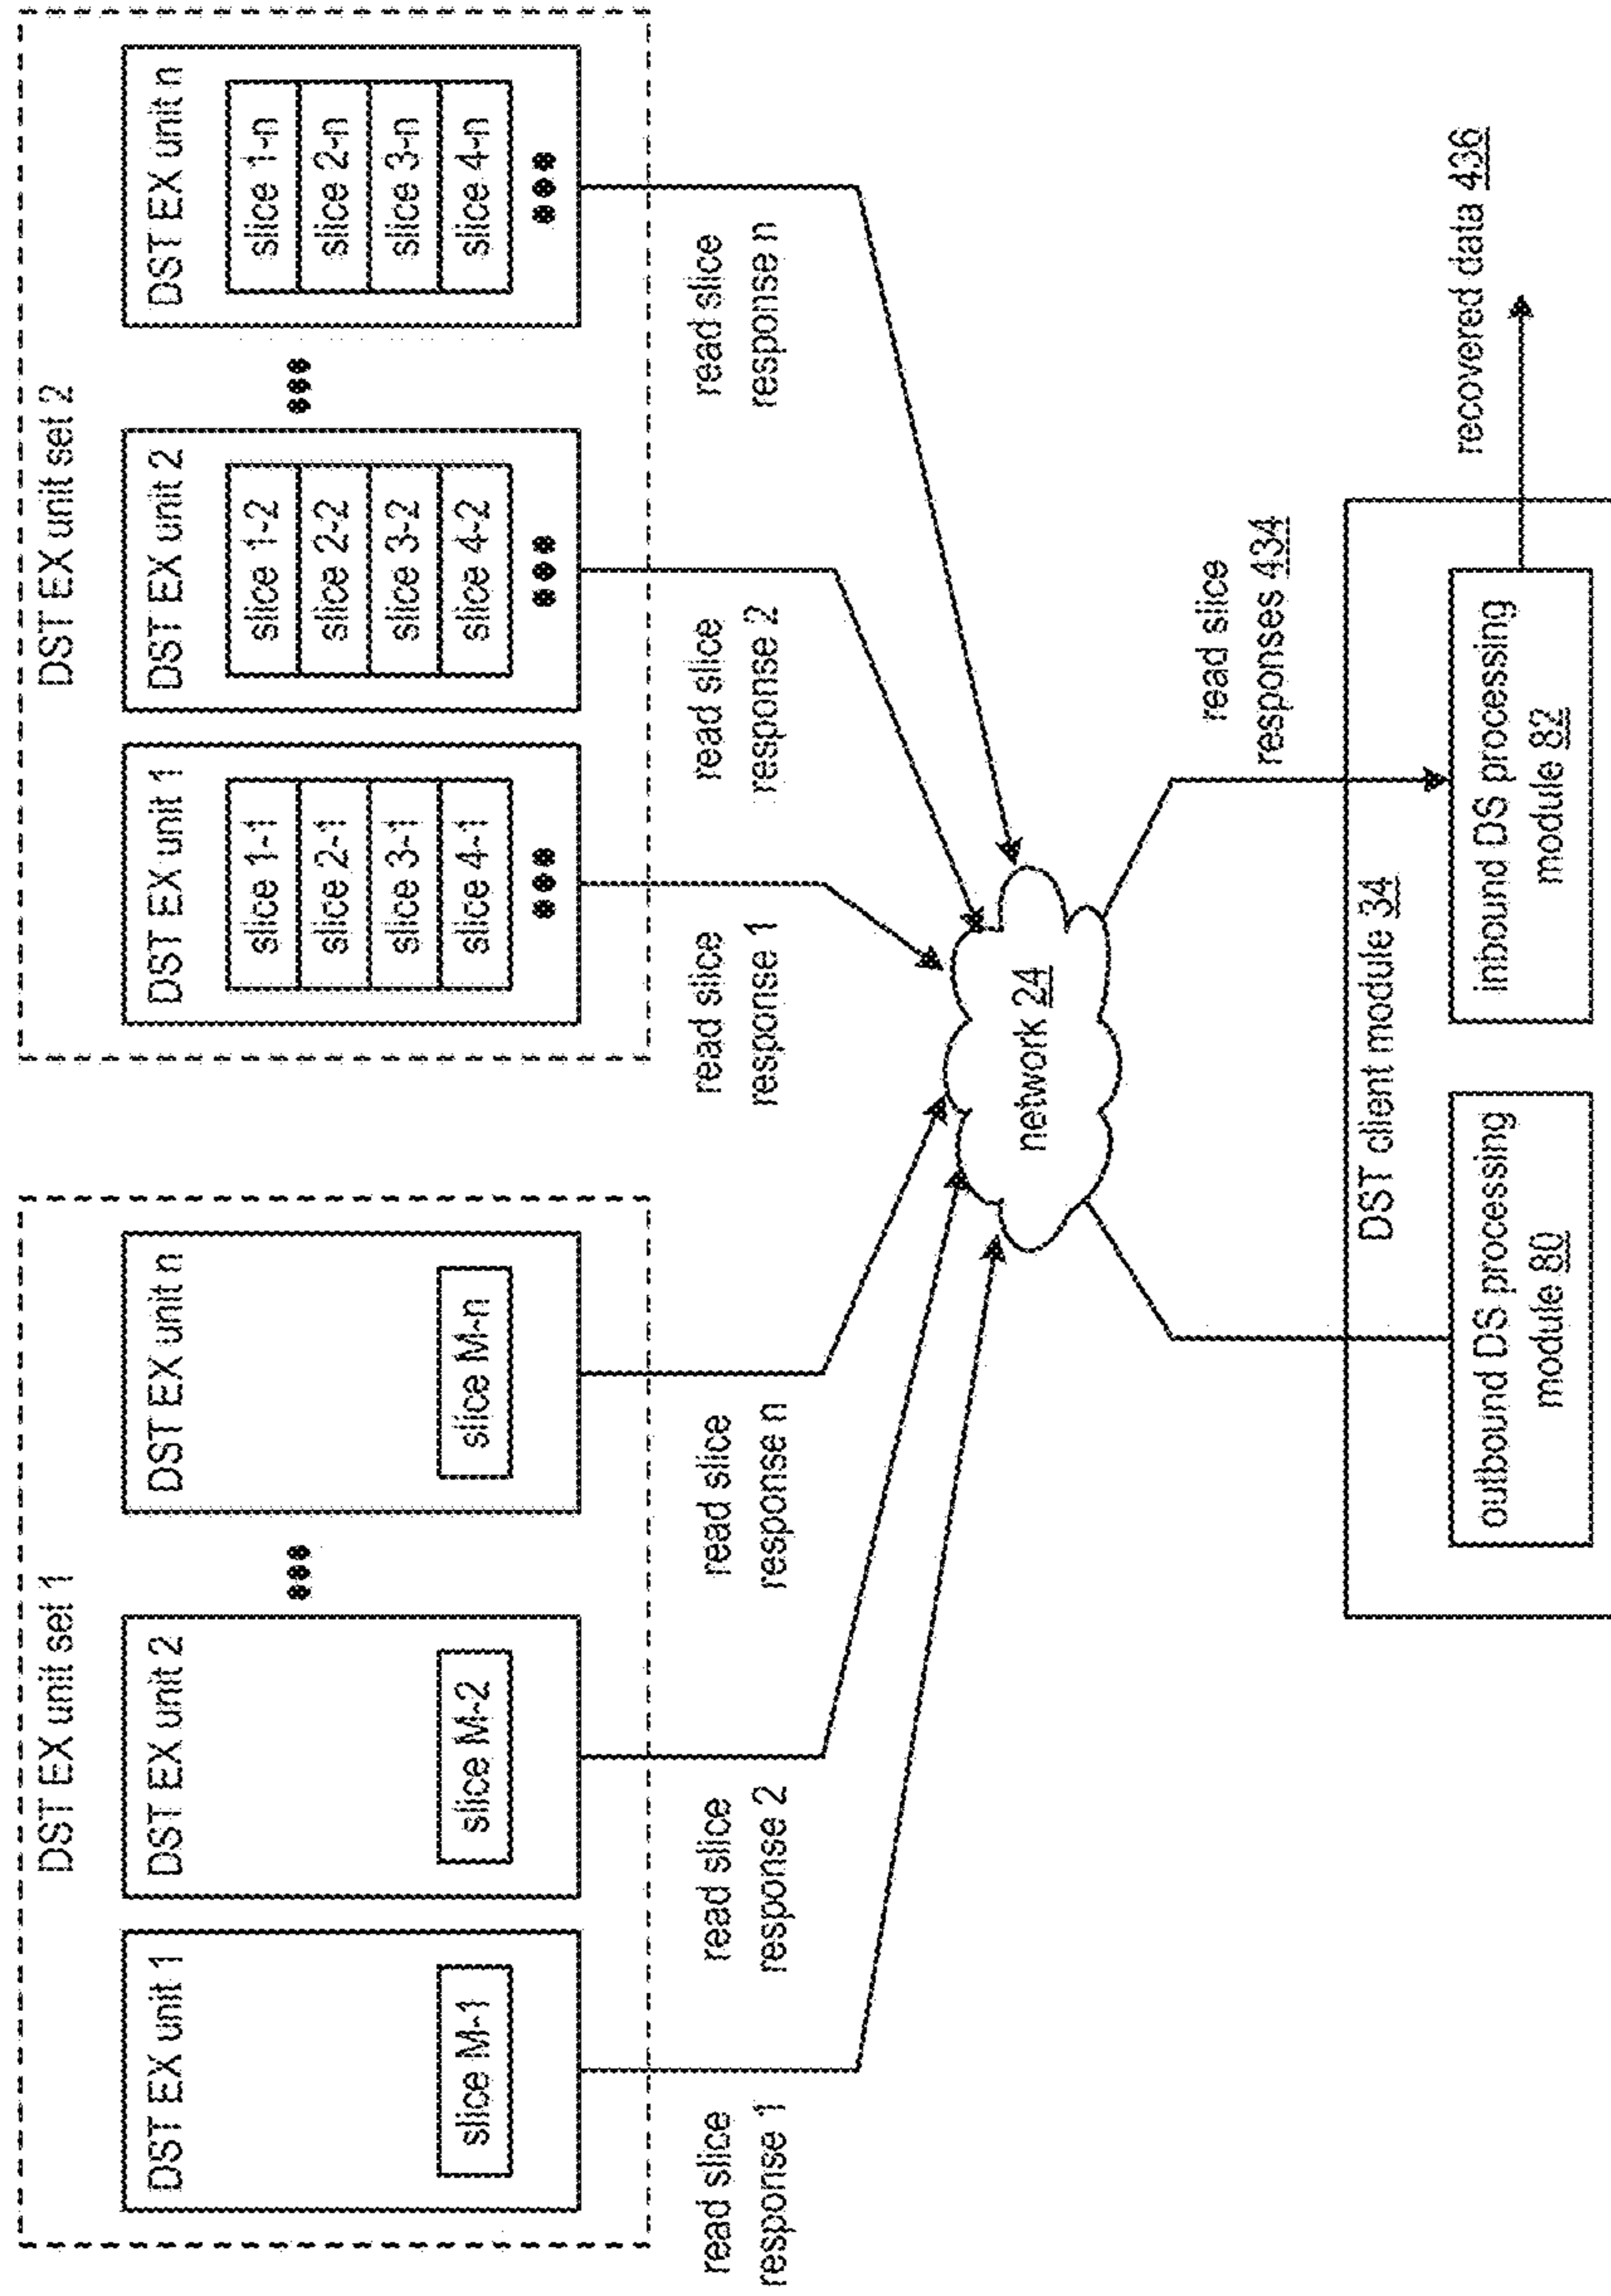 DST EX unit set 1
DST EX unit 1
slice M-1
DST EX unit 2
slice M-2
DST EX unit n
slice M-n
DST EX unit set 2
DST EX unit 1
slice 1-1
slice 2-1
slice 3-1
slice 4-1
DST EX unit 2
slice 1-2
slice 2-2
slice 3-2
slice 4-2
DST EX unit n
slice 1-n
slice 2-n
slice 3-n
slice 4-n
read slice
response 1
read slice
response 2
read slice
response n
read slice
response 1
read slice
response 2
read slice
response n
network 24
read slice
responses 434
DST client module 34
outbound DS processing
module 80
inbound DS processing
module 82
recovered data 436